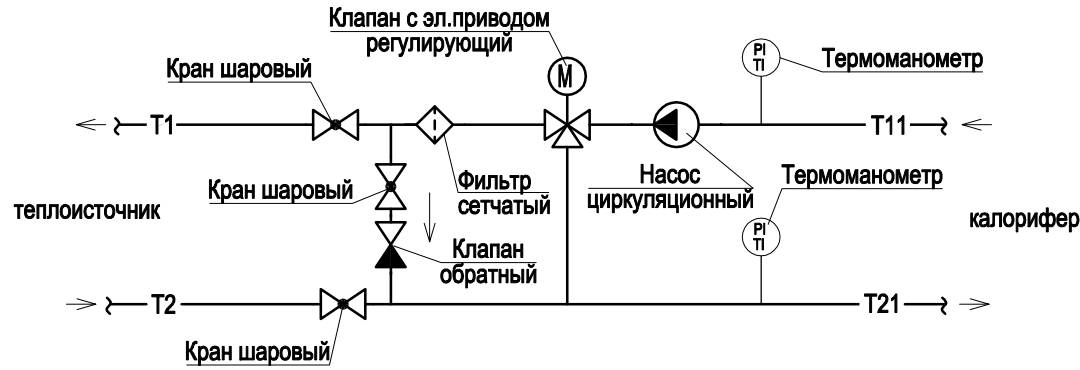 Клапан с эл.приводом
регулирующий
Кран шаровый
M
PI
TI
Термоманометр
T1
T11
Кран шаровый
Фильтр
сетчатый
Насос
циркуляционный
Термоманометр
теплоисточник
калорифер
PI
TI
Клапан
обратный
T2
T21
Кран шаровый